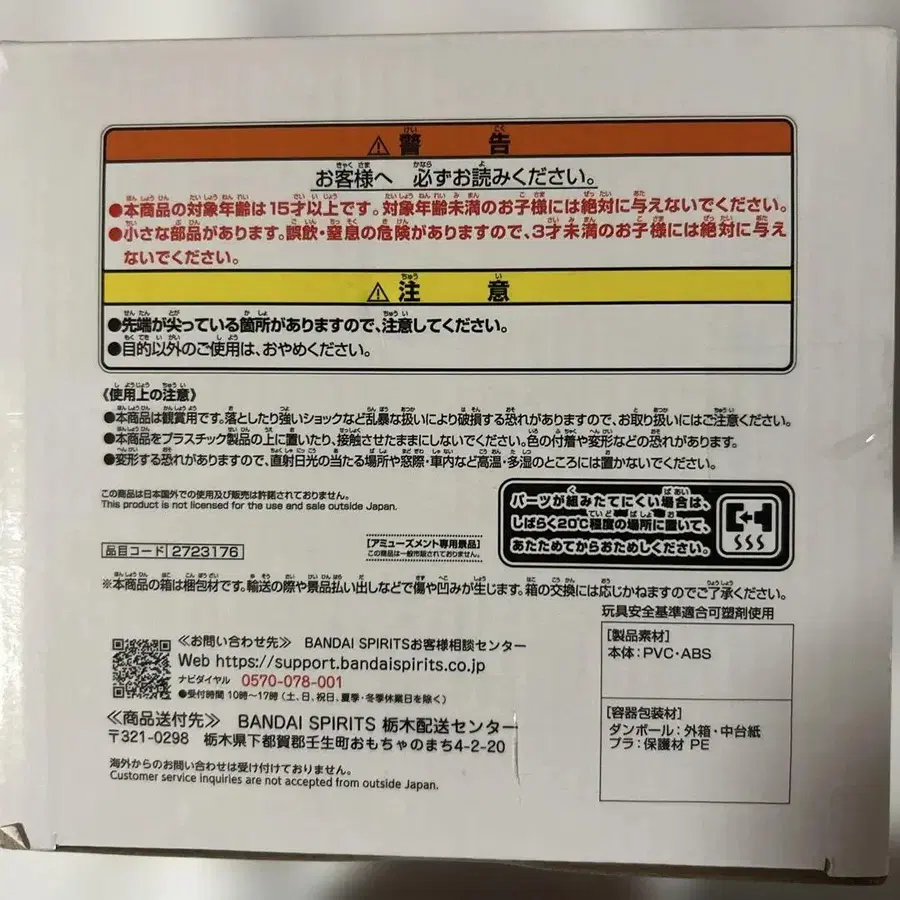 ⚠警告
お客様へ 必ずお読みください。
●本商品の対象年齢は15才以上です。対象年齢未満のお子様には絶対に与えないでください。
●小さな部品があります。誤飲・窒息の危険がありますので、3才未満のお子様には絶対に与え
ないでください。
⚠注意
●先端が尖っている箇所がありますので、注意してください。
●目的以外のご使用は、おやめください。
《使用上の注意》
●本商品は観賞用です。落としたり強いショックなど乱暴な扱いにより破損する恐れがありますので、お取り扱いにはご注意ください。
●本商品をプラスチック製品の上に置いたり、接触させたままにしないでください。色の付着や変形などの恐れがあります。
●変形する恐れがありますので、直射日光の当たる場所や窓際・車内など高温・多湿のところには置かないでください。
この商品は日本国外での使用及び販売は許諾されておりません。
This product is not licensed for the use and sale outside Japan.
パーツが組みたてにくい場合は、
しばらく20℃程度の場所に置いて、
あたためてからおためしください。
品目コード 2723176
[アミューズメント専用景品]
この商品は一般市販されておりません。
※本商品の箱は梱包材です。輸送の際や景品払い出しなどで傷や凹みが生じます。箱の交換には応じかねますのでご了承ください。
玩具安全基準適合可塑剤使用
[製品素材]
本体:PVC・ABS
[容器包装材]
ダンボール:外箱・中台紙
プラ:保護材 PE
≪お問い合わせ先≫ BANDAI SPIRITSお客様相談センター
Web https://support.bandaispirits.co.jp
ナビダイヤル 0570-078-001
●受付時間 10時〜17時(土、日、祝日、夏季・冬季休業日を除く)
≪商品送付先≫ BANDAI SPIRITS 栃木配送センター
〒321-0298 栃木県下都賀郡壬生町おもちゃのまち4-2-20
海外からのお問い合わせは受け付けておりません。
Customer service inquiries are not accepted from outside Japan.